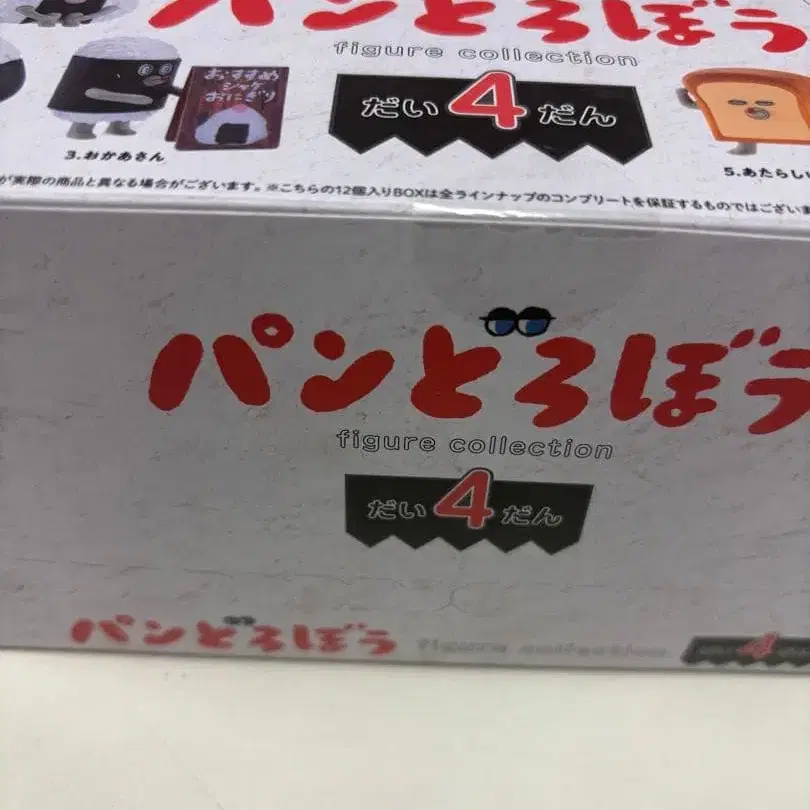 パンどろぼう
figure collection
おすすめ
シャケ
おにぎり
だい4だん
3.おかあさん
5.あたらしい
が実際の商品と異なる場合がございます。※こちらの12個入りBOXは全ラインナップのコンプリートを保証するものではございま
パンどろぼう
figure collection
だい4だん
パンどろぼう figure collection